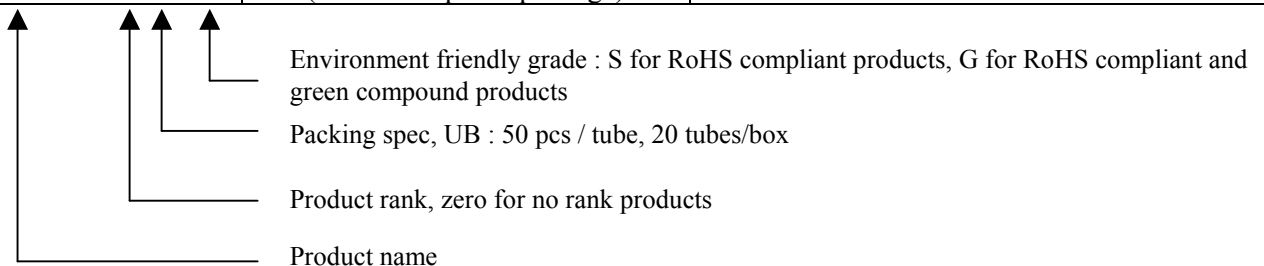 Environment friendly grade : S for RoHS compliant products, G for RoHS compliant and
green compound products
Packing spec, UB : 50 pcs / tube, 20 tubes/box
Product rank, zero for no rank products
Product name